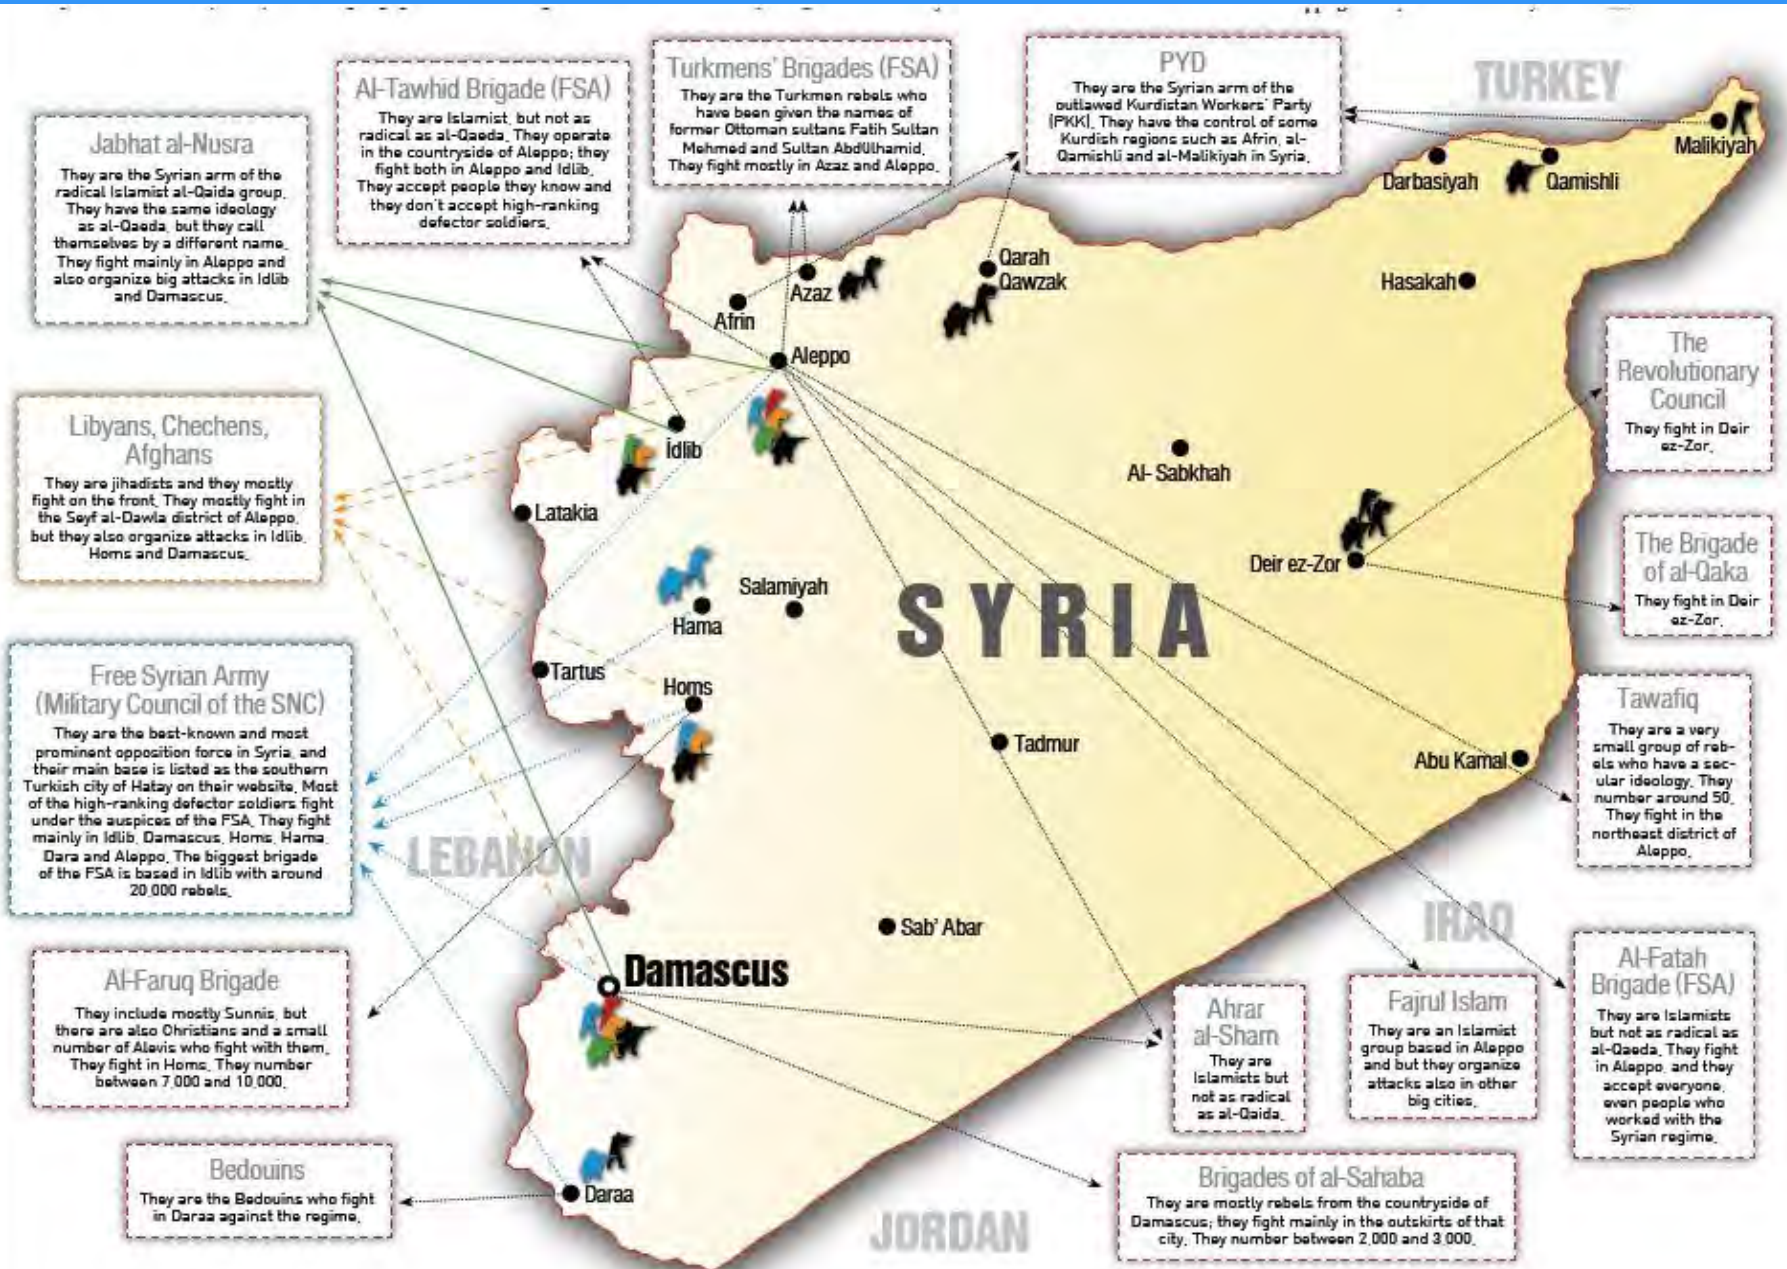 Jabhat al-Nusra
They are the Syrian arm of the
radical Islamist al-Qaida group.
They have the same ideology
as al-Qaeda, but they call
themselves by a different name.
They fight mainly in Aleppo and
also organize big attacks in Idlib
and Damascus.
Al-Tawhid Brigade (FSA)
They are Islamist, but not as
radical as al-Qaeda. They operate
in the countryside of Aleppo; they
fight both in Aleppo and Idlib.
They accept people they know and
they don't accept high-ranking
defector soldiers.
Turkmens' Brigades (FSA)
They are the Turkmen rebels who
have been given the names of
former Ottoman sultans Fatih Sultan
Mehmed and Sultan Abdülhamid.
They fight mostly in Azaz and Aleppo.
PYD
They are the Syrian arm of the
outlawed Kurdistan Workers' Party
(PKK). They have the control of some
Kurdish regions such as Afrin, al-
Qamishli and al-Malikiyah in Syria.
TURKEY
Malikiyah
Darbasiyah
Qamishli
Hasakah
Qarah
Qawzak
Azaz
Afrin
Aleppo
İdlib
Latakia
Al- Sabkhah
Deir ez-Zor
Salamiyah
Hama
SYRIA
Tartus
Homs
Tadmur
Abu Kamal
Sab' Abar
Damascus
Daraa
LEBANON
IRAQ
JORDAN
Libyans, Chechens,
Afghans
They are jihadists and they mostly
fight on the front. They mostly fight in
the Seyf al-Dawla district of Aleppo,
but they also organize attacks in Idlib,
Homs and Damascus.
Free Syrian Army
(Military Council of the SNC)
They are the best-known and most
prominent opposition force in Syria, and
their main base is listed as the southern
Turkish city of Hatay on their website. Most
of the high-ranking defector soldiers fight
under the auspices of the FSA. They fight
mainly in Idlib, Damascus, Homs, Hama,
Dara and Aleppo. The biggest brigade
of the FSA is based in Idlib with around
20,000 rebels.
Al-Faruq Brigade
They include mostly Sunnis, but
there are also Christians and a small
number of Alevis who fight with them.
They fight in Homs. They number
between 7,000 and 10,000.
Bedouins
They are the Bedouins who fight
in Daraa against the regime.
The
Revolutionary
Council
They fight in Deir
ez-Zor.
The Brigade
of al-Qaka
They fight in Deir
ez-Zor.
Tawafiq
They are a very
small group of reb-
els who have a sec-
ular ideology. They
number around 50.
They fight in the
northeast district of
Aleppo.
Ahrar
al-Sham
They are
Islamists but
not as radical
as al-Qaida.
Fajrul Islam
They are an Islamist
group based in Aleppo
and but they organize
attacks also in other
big cities.
Al-Fatah
Brigade (FSA)
They are Islamists
but not as radical as
al-Qaeda. They fight
in Aleppo, and they
accept everyone,
even people who
worked with the
Syrian regime.
Brigades of al-Sahaba
They are mostly rebels from the countryside of
Damascus; they fight mainly in the outskirts of that
city. They number between 2,000 and 3,000.